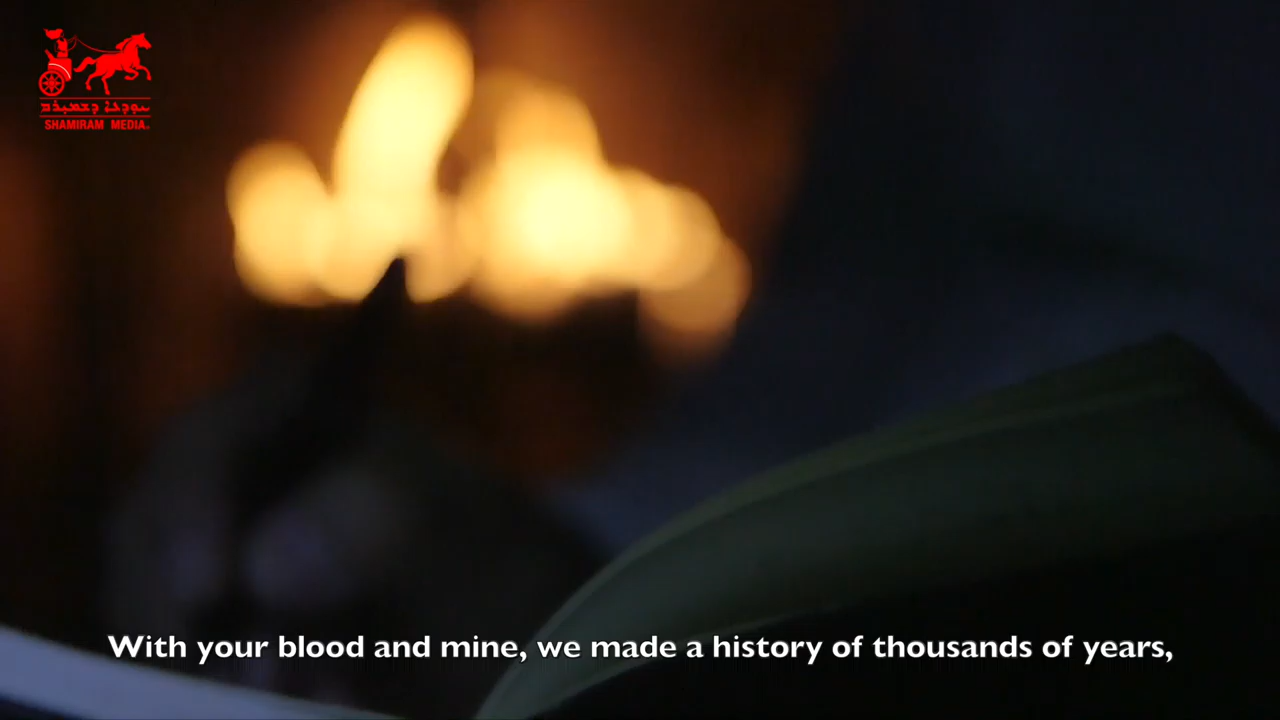 SHAMIRAM MEDIA
With your blood and mine, we made a history of thousands of years,